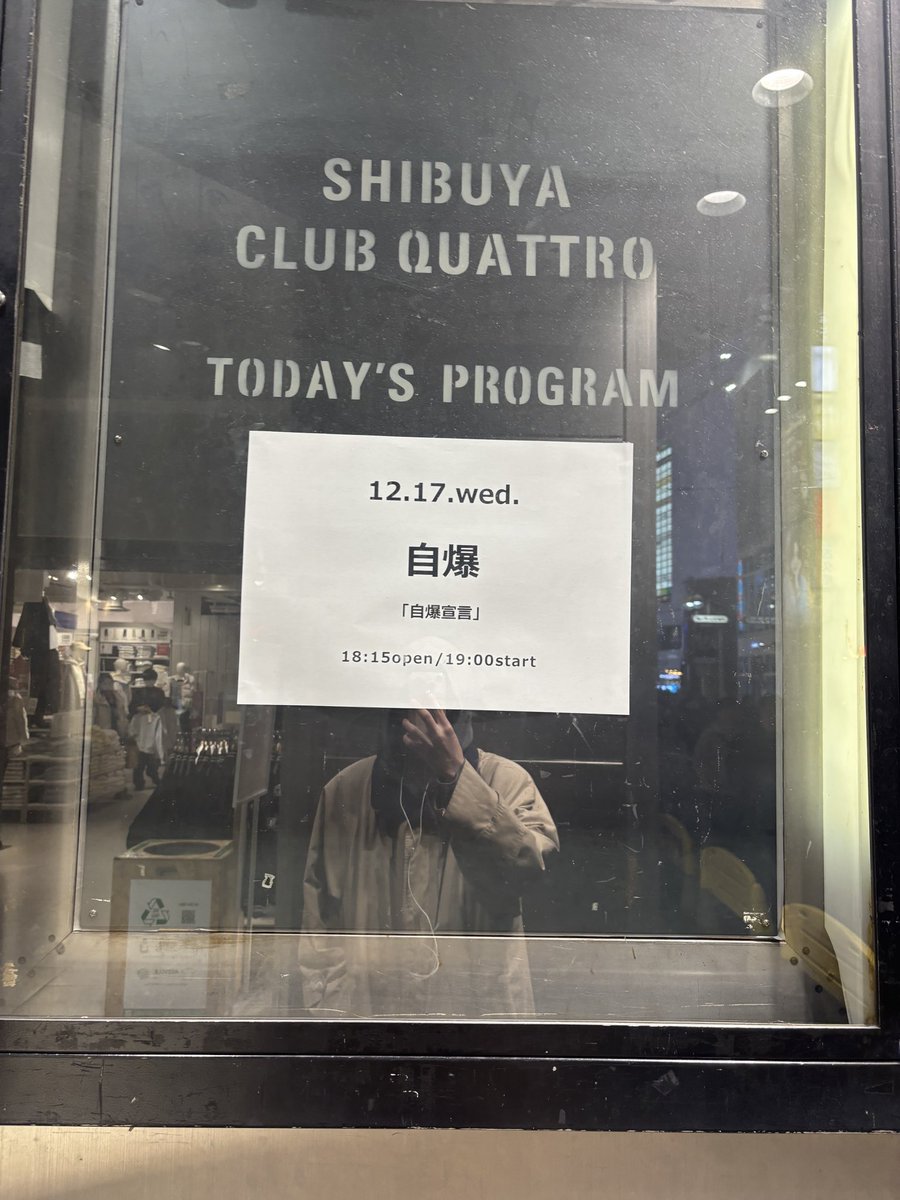 SHIBUYA
CLUB QUATTRO
TODAY'S PROGRAM
12.17.wed.
自爆
「自爆宣言」
18:15open/19:00start